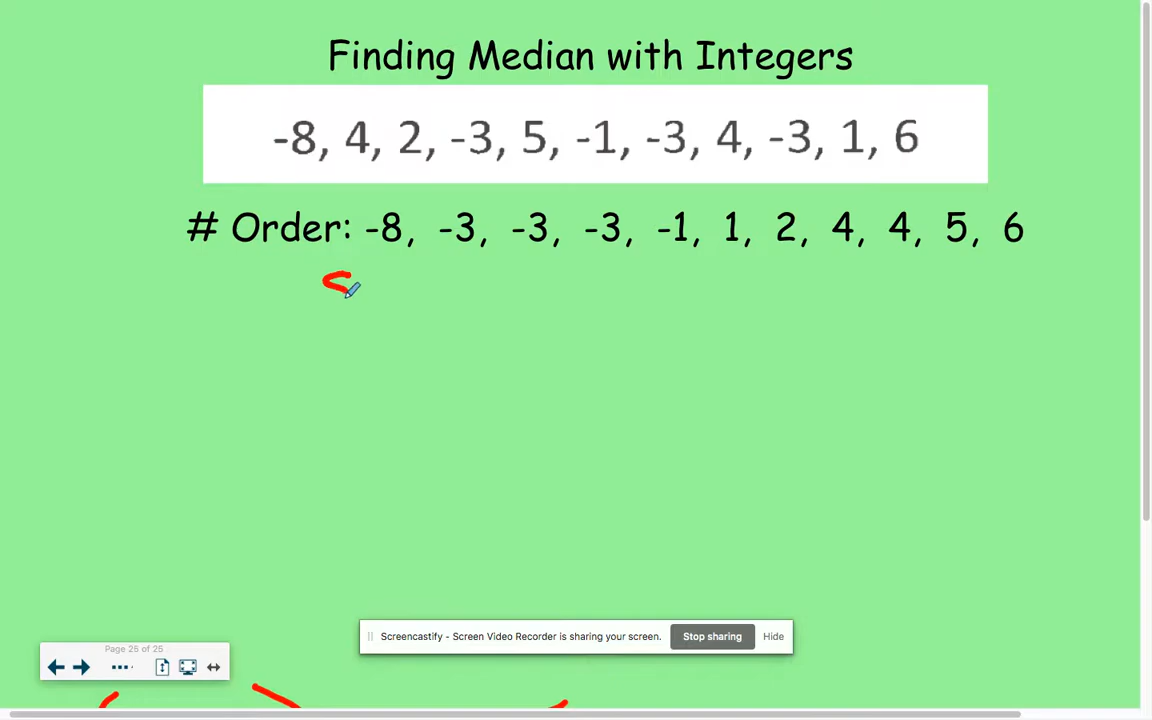 Finding Median with Integers
-8, 4, 2, -3, 5, -1, -3, 4, -3, 1, 6
# Order: -8, -3, -3, -3, -1, 1, 2, 4, 4, 5, 6
Screencastify - Screen Video Recorder is sharing your screen. Stop sharing Hide
Page 26 of 25